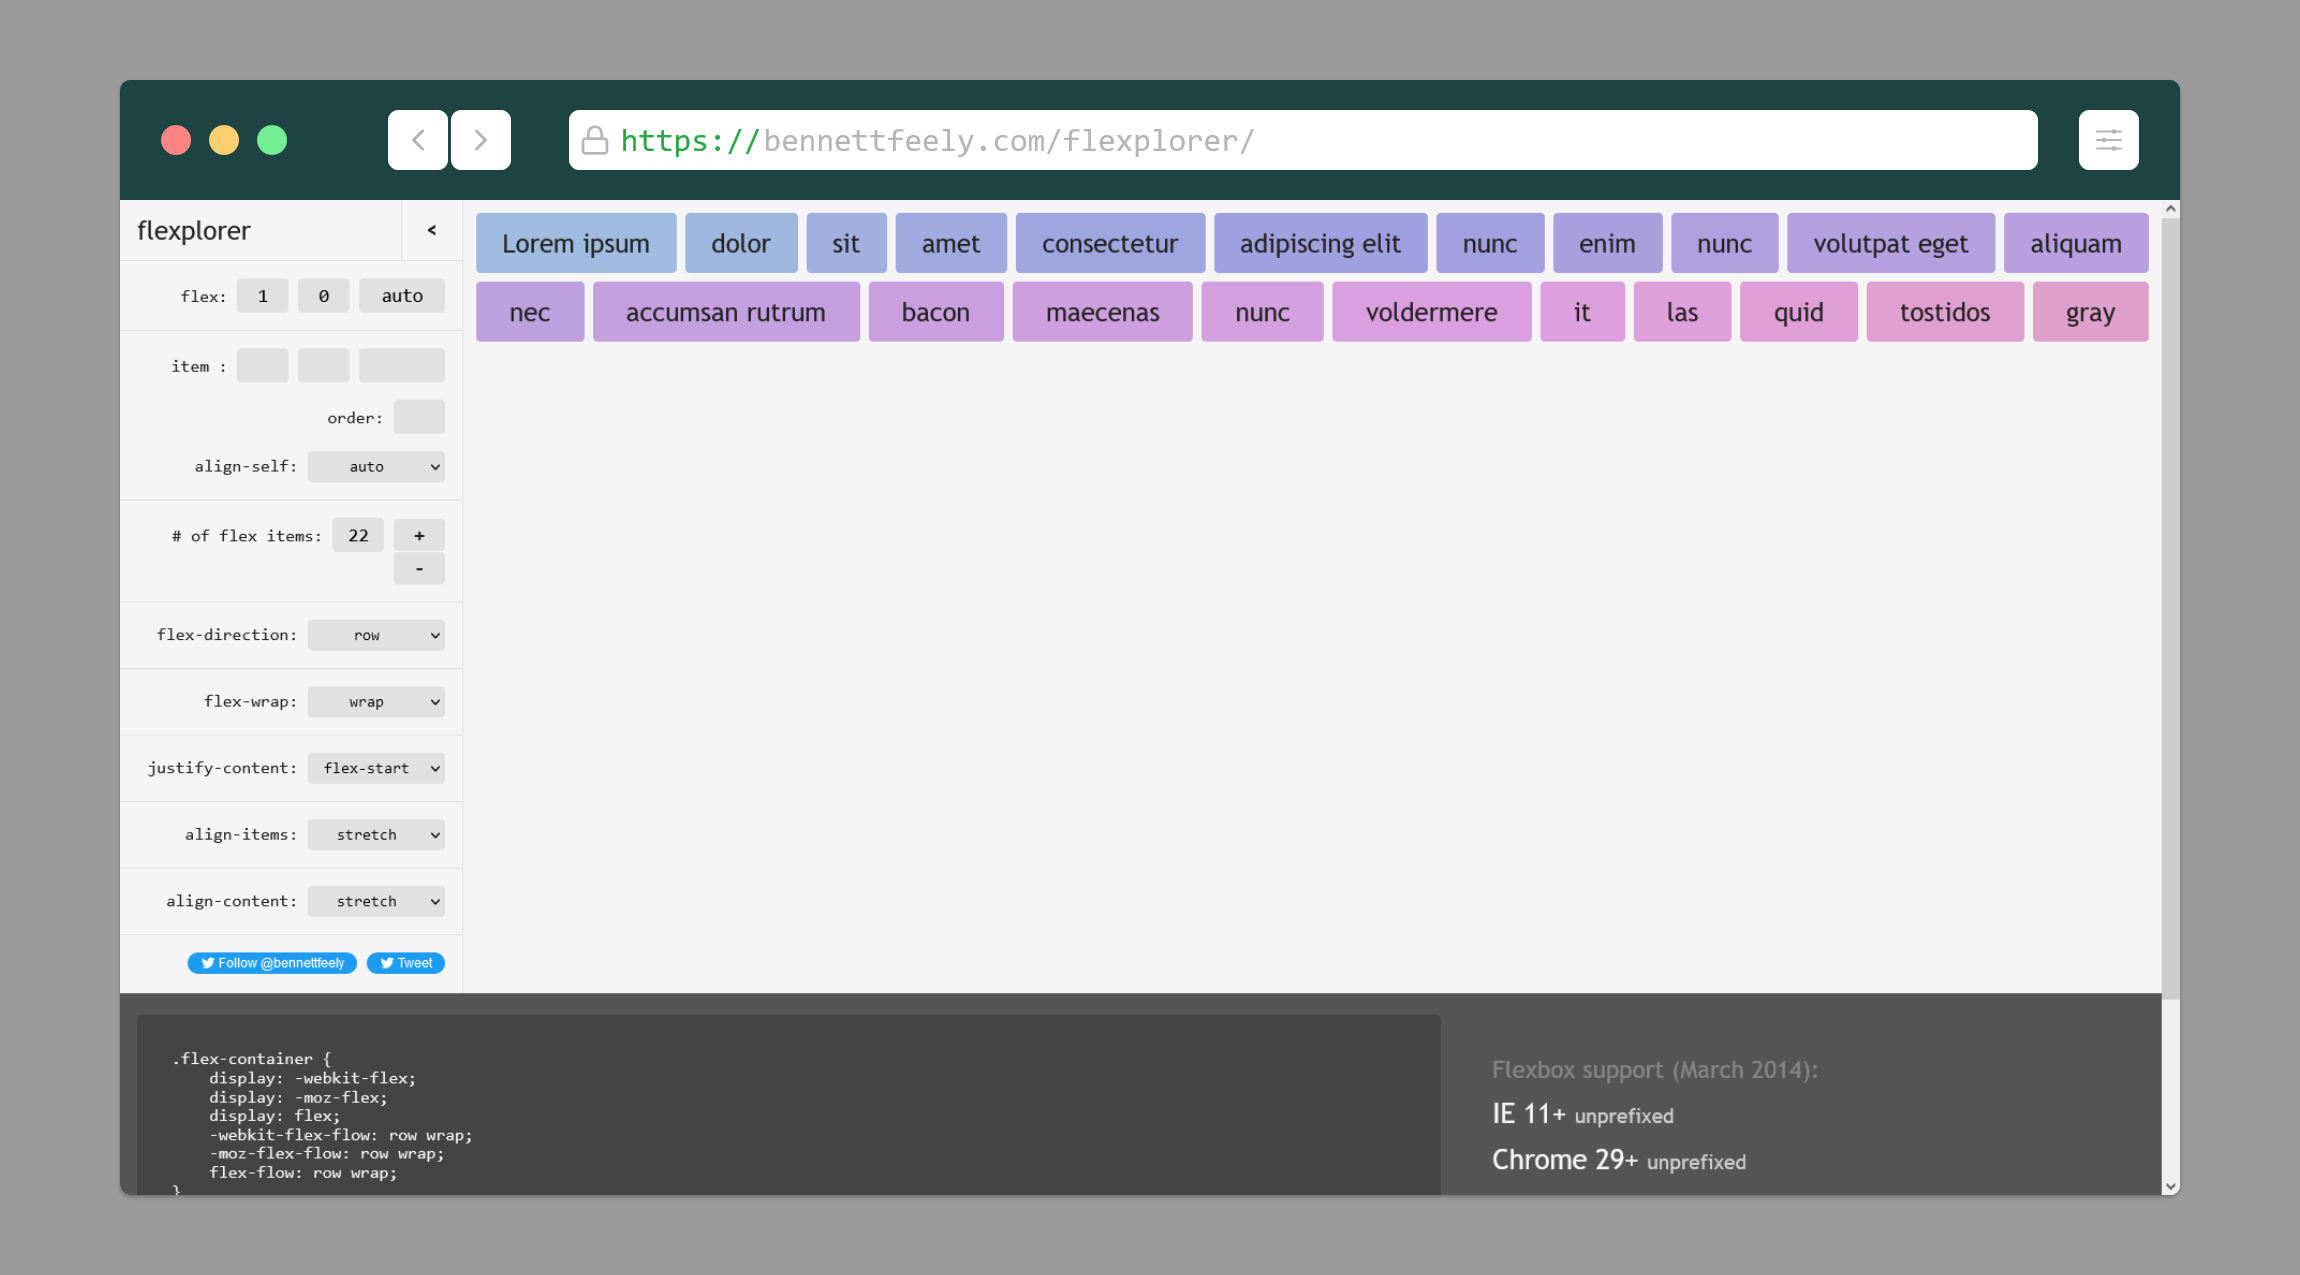 https://bennettfeely.com/flexplorer/
flexplorer <
flex: 1 0 auto
item :
order:
align-self: auto
# of flex items: 22 +
-
flex-direction: row
flex-wrap: wrap
justify-content: flex-start
align-items: stretch
align-content: stretch
Follow @bennettfeely Tweet
Lorem ipsum dolor sit amet consectetur adipiscing elit nunc enim nunc volutpat eget aliquam
nec accumsan rutrum bacon maecenas nunc voldermere it las quid tostidos gray
.flex-container {
display: -webkit-flex;
display: -moz-flex;
display: flex;
-webkit-flex-flow: row wrap;
-moz-flex-flow: row wrap;
flex-flow: row wrap;
}
Flexbox support (March 2014):
IE 11+ unprefixed
Chrome 29+ unprefixed